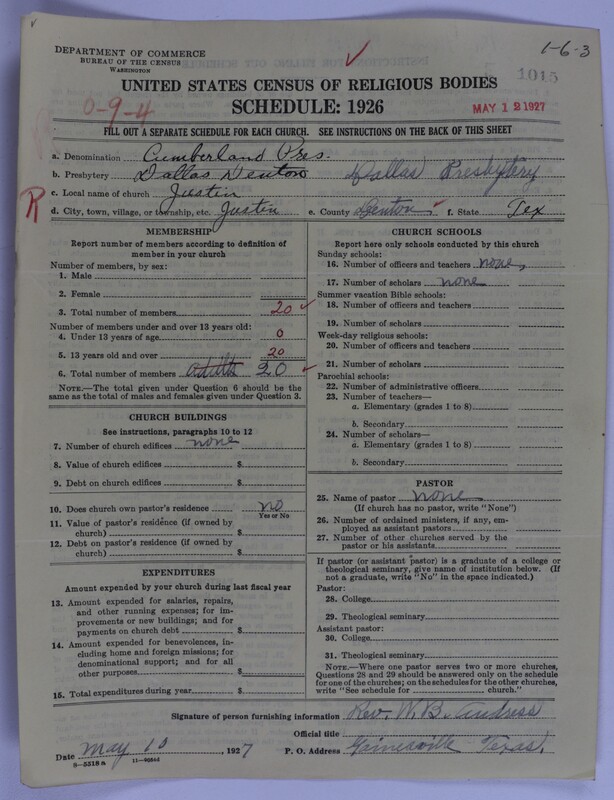 DEPARTMENT OF COMMERCE
BUREAU OF THE CENSUS
WASHINGTON
1-6-3
1015
UNITED STATES CENSUS OF RELIGIOUS BODIES
SCHEDULE: 1926
0-9-4
MAY 12 1927
FILL OUT A SEPARATE SCHEDULE FOR EACH CHURCH. SEE INSTRUCTIONS ON THE BACK OF THIS SHEET
a. Denomination Cumberland Pres.
b. Presbytery Dallas Denton Dallas Presbytery
c. Local name of church Justin
R
d. City, town, village, or township, etc. Justin e. County Denton f. State Tex
MEMBERSHIP
Report number of members according to definition of
member in your church
Number of members, by sex:
1. Male
2. Female
3. Total number of members 20
Number of members under and over 13 years old:
4. Under 13 years of age 0
5. 13 years old and over 20
6. Total number of members adults 20
NOTE.—The total given under Question 6 should be the
same as the total of males and females given under Question 3.
CHURCH BUILDINGS
See instructions, paragraphs 10 to 12
7. Number of church edifices none
8. Value of church edifices $
9. Debt on church edifices $
10. Does church own pastor's residence no
Yes or No
11. Value of pastor's residence (if owned by
church) $
12. Debt on pastor's residence (if owned by
church) $
EXPENDITURES
Amount expended by your church during last fiscal year
13. Amount expended for salaries, repairs,
and other running expenses; for im-
provements or new buildings; and for
payments on church debt $
14. Amount expended for benevolences, in-
cluding home and foreign missions; for
denominational support; and for all
other purposes $
15. Total expenditures during year $
CHURCH SCHOOLS
Report here only schools conducted by this church
Sunday schools:
16. Number of officers and teachers none,
17. Number of scholars none
Summer vacation Bible schools:
18. Number of officers and teachers
19. Number of scholars
Week-day religious schools:
20. Number of officers and teachers
21. Number of scholars
Parochial schools:
22. Number of administrative officers
23. Number of teachers—
a. Elementary (grades 1 to 8)
b. Secondary
24. Number of scholars—
a. Elementary (grades 1 to 8)
b. Secondary
PASTOR
25. Name of pastor none
(If church has no pastor, write "None")
26. Number of ordained ministers, if any, em-
ployed as assistant pastors
27. Number of other churches served by the
pastor or his assistants
If pastor (or assistant pastor) is a graduate of a college or
theological seminary, give name of institution below. (If
not a graduate, write "No" in the space indicated.)
Pastor:
28. College
29. Theological seminary
Assistant pastor:
30. College
31. Theological seminary
NOTE.—Where one pastor serves two or more churches,
Questions 28 and 29 should be answered only on the schedule
for one of the churches; on the schedules for the other churches,
write "See schedule for church."
Signature of person furnishing information Rev. W. B. Andress
Official title
Date May 10, 1927 P. O. Address Gainesville Texas.
8-5318 a